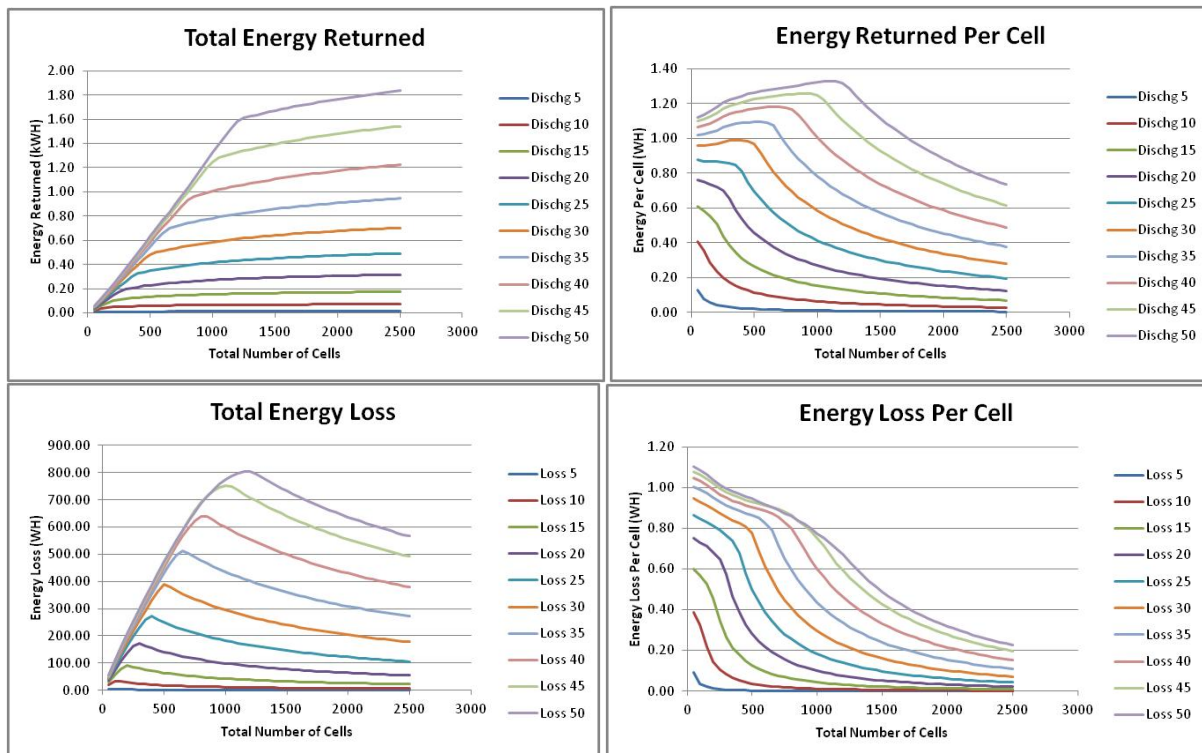 Total Energy Returned
Energy Returned (kWH)
2.00
1.80
1.60
1.40
1.20
1.00
0.80
0.60
0.40
0.20
0.00
0 500 1000 1500 2000 2500 3000
Total Number of Cells
Dischg 5
Dischg 10
Dischg 15
Dischg 20
Dischg 25
Dischg 30
Dischg 35
Dischg 40
Dischg 45
Dischg 50
Energy Returned Per Cell
Energy Per Cell (WH)
1.40
1.20
1.00
0.80
0.60
0.40
0.20
0.00
0 500 1000 1500 2000 2500 3000
Total Number of Cells
Dischg 5
Dischg 10
Dischg 15
Dischg 20
Dischg 25
Dischg 30
Dischg 35
Dischg 40
Dischg 45
Dischg 50
Total Energy Loss
Energy Loss (WH)
900.00
800.00
700.00
600.00
500.00
400.00
300.00
200.00
100.00
0.00
0 500 1000 1500 2000 2500 3000
Total Number of Cells
Loss 5
Loss 10
Loss 15
Loss 20
Loss 25
Loss 30
Loss 35
Loss 40
Loss 45
Loss 50
Energy Loss Per Cell
Energy Loss Per Cell (WH)
1.20
1.00
0.80
0.60
0.40
0.20
0.00
0 500 1000 1500 2000 2500 3000
Total Number of Cells
Loss 5
Loss 10
Loss 15
Loss 20
Loss 25
Loss 30
Loss 35
Loss 40
Loss 45
Loss 50